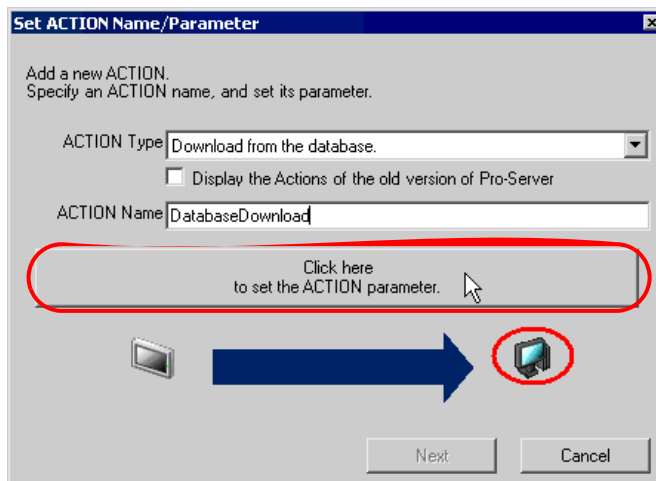 Set ACTION Name/Parameter
Add a new ACTION.
Specify an ACTION name, and set its parameter.
ACTION Type Download from the database.
Display the Actions of the old version of Pro-Server
ACTION Name DatabaseDownload
Click here
to set the ACTION parameter.
Next Cancel